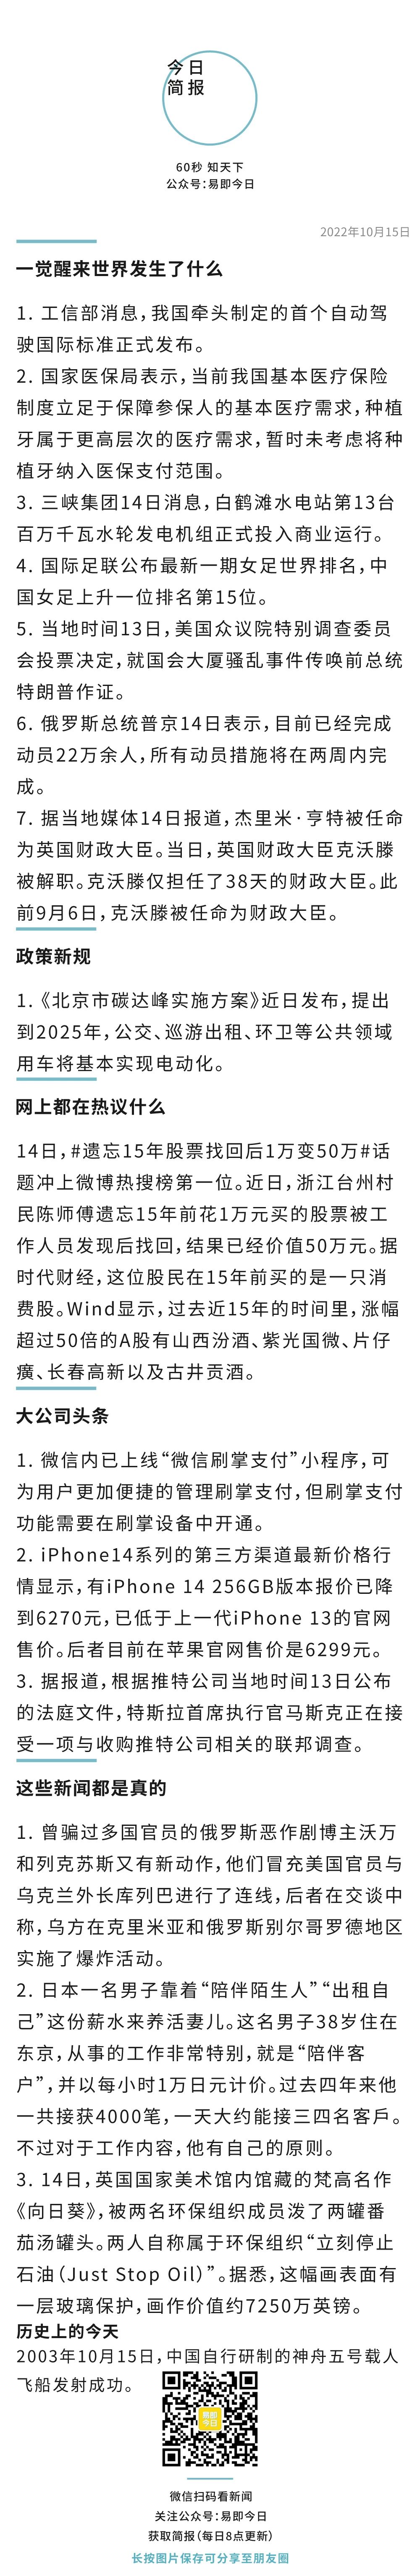 今日
简报
60秒 知天下
公众号:易即今日
2022年10月15日
一觉醒来世界发生了什么
1. 工信部消息,我国牵头制定的首个自动驾
驶国际标准正式发布。
2. 国家医保局表示,当前我国基本医疗保险
制度立足于保障参保人的基本医疗需求,种植
牙属于更高层次的医疗需求,暂时未考虑将种
植牙纳入医保支付范围。
3. 三峡集团14日消息,白鹤滩水电站第13台
百万千瓦水轮发电机组正式投入商业运行。
4. 国际足联公布最新一期女足世界排名,中
国女足上升一位排名第15位。
5. 当地时间13日,美国众议院特别调查委员
会投票决定,就国会大厦骚乱事件传唤前总统
特朗普作证。
6. 俄罗斯总统普京14日表示,目前已经完成
动员22万余人,所有动员措施将在两周内完
成。
7. 据当地媒体14日报道,杰里米·亨特被任命
为英国财政大臣。当日,英国财政大臣克沃滕
被解职。克沃滕仅担任了38天的财政大臣。此
前9月6日,克沃滕被任命为财政大臣。
政策新规
1.《北京市碳达峰实施方案》近日发布,提出
到2025年,公交、巡游出租、环卫等公共领域
用车将基本实现电动化。
网上都在热议什么
14日,#遗忘15年股票找回后1万变50万#话
题冲上微博热搜榜第一位。近日,浙江台州村
民陈师傅遗忘15年前花1万元买的股票被工
作人员发现后找回,结果已经价值50万元。据
时代财经,这位股民在15年前买的是一只消
费股。Wind显示,过去近15年的时间里,涨幅
超过50倍的A股有山西汾酒、紫光国微、片仔
癀、长春高新以及古井贡酒。
大公司头条
1. 微信内已上线“微信刷掌支付”小程序,可
为用户更加便捷的管理刷掌支付,但刷掌支付
功能需要在刷掌设备中开通。
2. iPhone14系列的第三方渠道最新价格行
情显示,有iPhone 14 256GB版本报价已降
到6270元,已低于上一代iPhone 13的官网
售价。后者目前在苹果官网售价是6299元。
3. 据报道,根据推特公司当地时间13日公布
的法庭文件,特斯拉首席执行官马斯克正在接
受一项与收购推特公司相关的联邦调查。
这些新闻都是真的
1. 曾骗过多国官员的俄罗斯恶作剧博主沃万
和列克苏斯又有新动作,他们冒充美国官员与
乌克兰外长库列巴进行了连线,后者在交谈中
称,乌方在克里米亚和俄罗斯别尔哥罗德地区
实施了爆炸活动。
2. 日本一名男子靠着“陪伴陌生人”“出租自
己”这份薪水来养活妻儿。这名男子38岁住在
东京,从事的工作非常特别,就是“陪伴客
户”,并以每小时1万日元计价。过去四年来他
一共接获4000笔,一天大约能接三四名客戶。
不过对于工作内容,他有自己的原则。
3. 14日,英国国家美术馆内馆藏的梵高名作
《向日葵》,被两名环保组织成员泼了两罐番
茄汤罐头。两人自称属于环保组织“立刻停止
石油(Just Stop Oil)”。据悉,这幅画表面有
一层玻璃保护,画作价值约7250万英镑。
历史上的今天
2003年10月15日,中国自行研制的神舟五号载人
飞船发射成功。
易即
今日
微信扫码看新闻
关注公众号:易即今日
获取简报(每日8点更新)
长按图片保存可分享至朋友圈